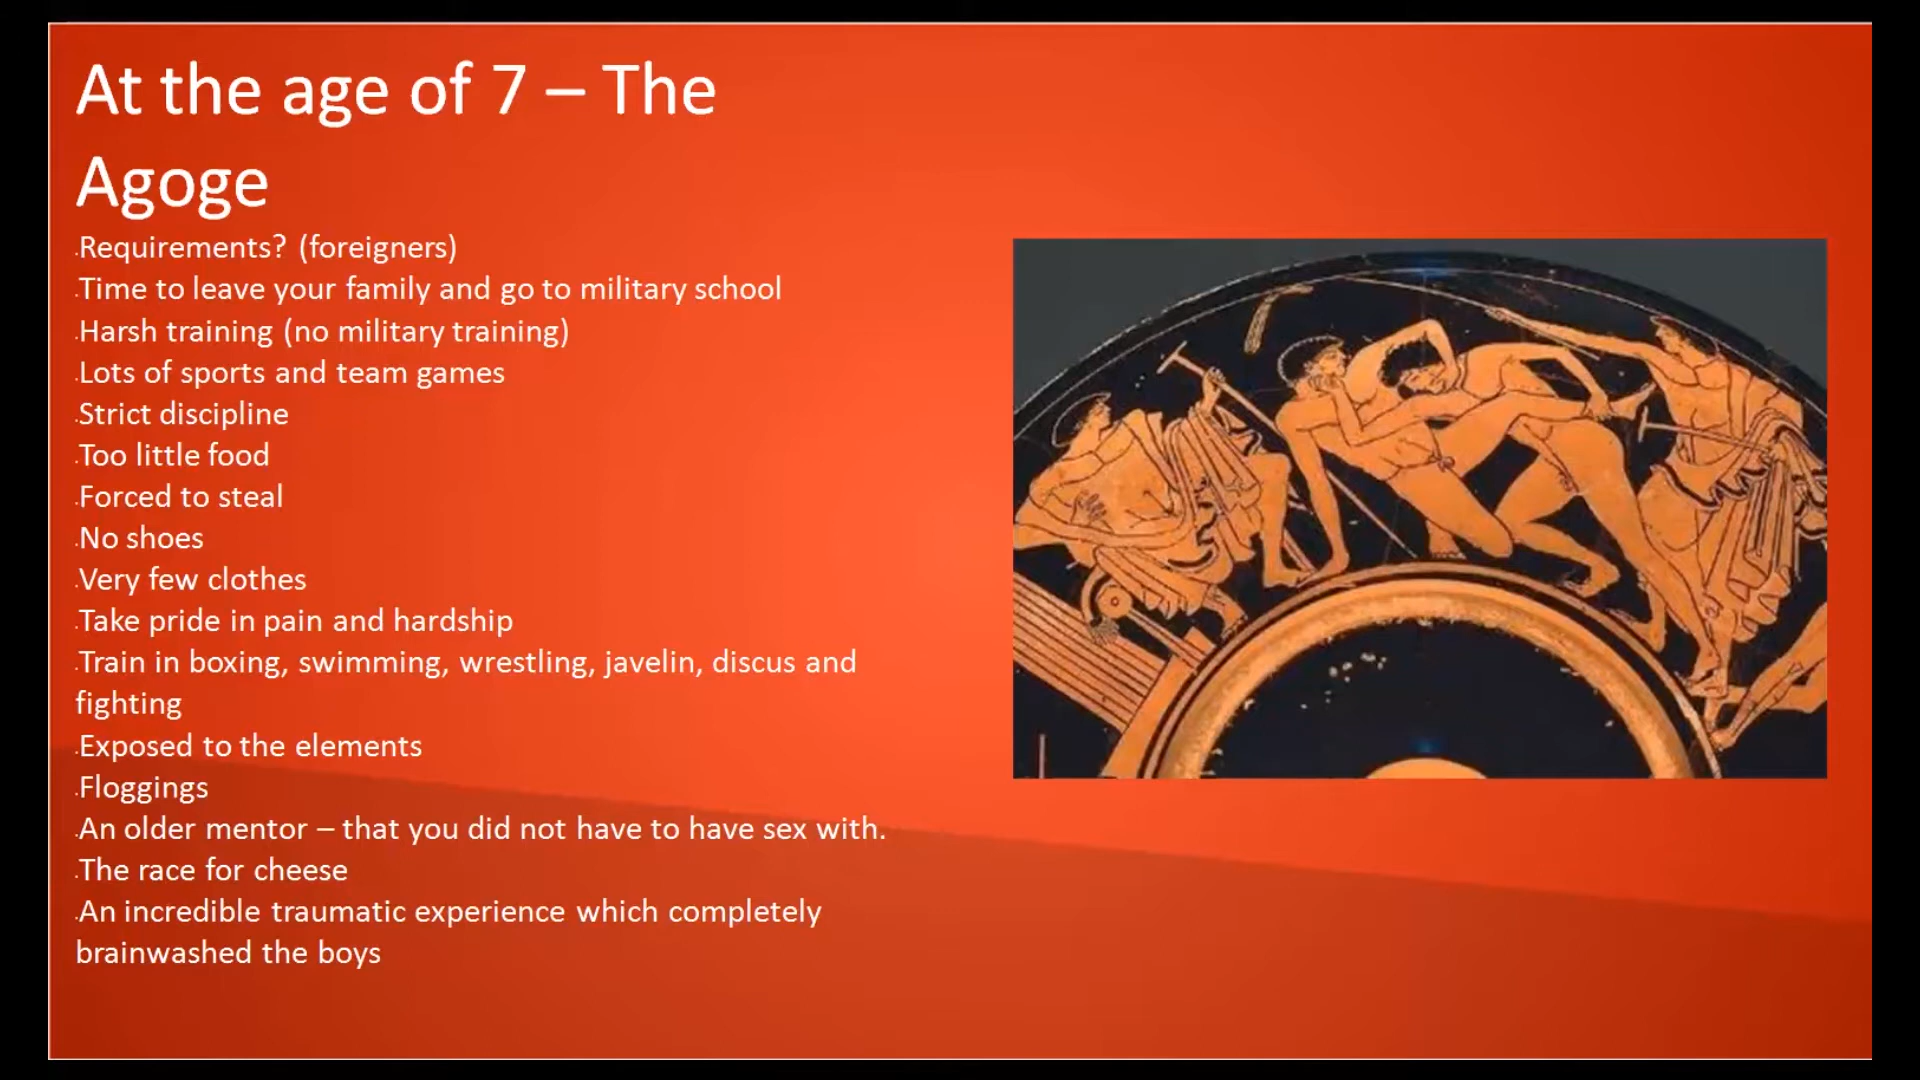 At the age of 7 – The
Agoge
.Requirements? (foreigners)
.Time to leave your family and go to military school
.Harsh training (no military training)
.Lots of sports and team games
.Strict discipline
.Too little food
.Forced to steal
.No shoes
.Very few clothes
.Take pride in pain and hardship
.Train in boxing, swimming, wrestling, javelin, discus and
fighting
.Exposed to the elements
.Floggings
.An older mentor – that you did not have to have sex with.
.The race for cheese
.An incredible traumatic experience which completely
brainwashed the boys